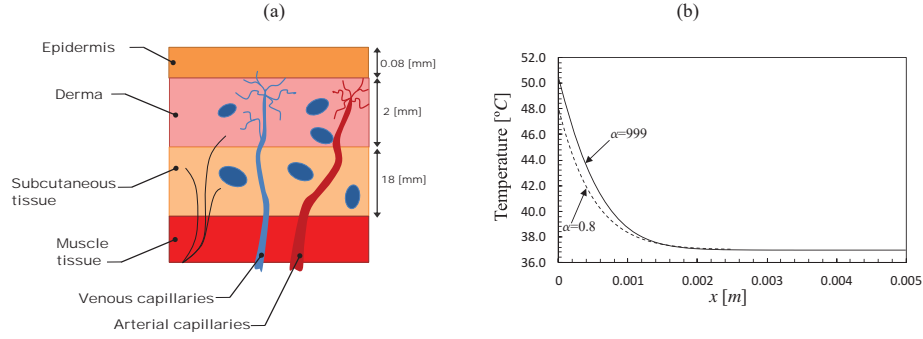 (a)
Epidermis
Derma
Subcutaneous
tissue
Muscle
tissue
Venous capillaries
Arterial capillaries
0.08 [mm]
2 [mm]
18 [mm]
(b)
Temperature [°C]
52.0
50.0
48.0
46.0
44.0
42.0
40.0
38.0
36.0
α=999
α=0.8
0
0.001
0.002
0.003
0.004
0.005
x [m]